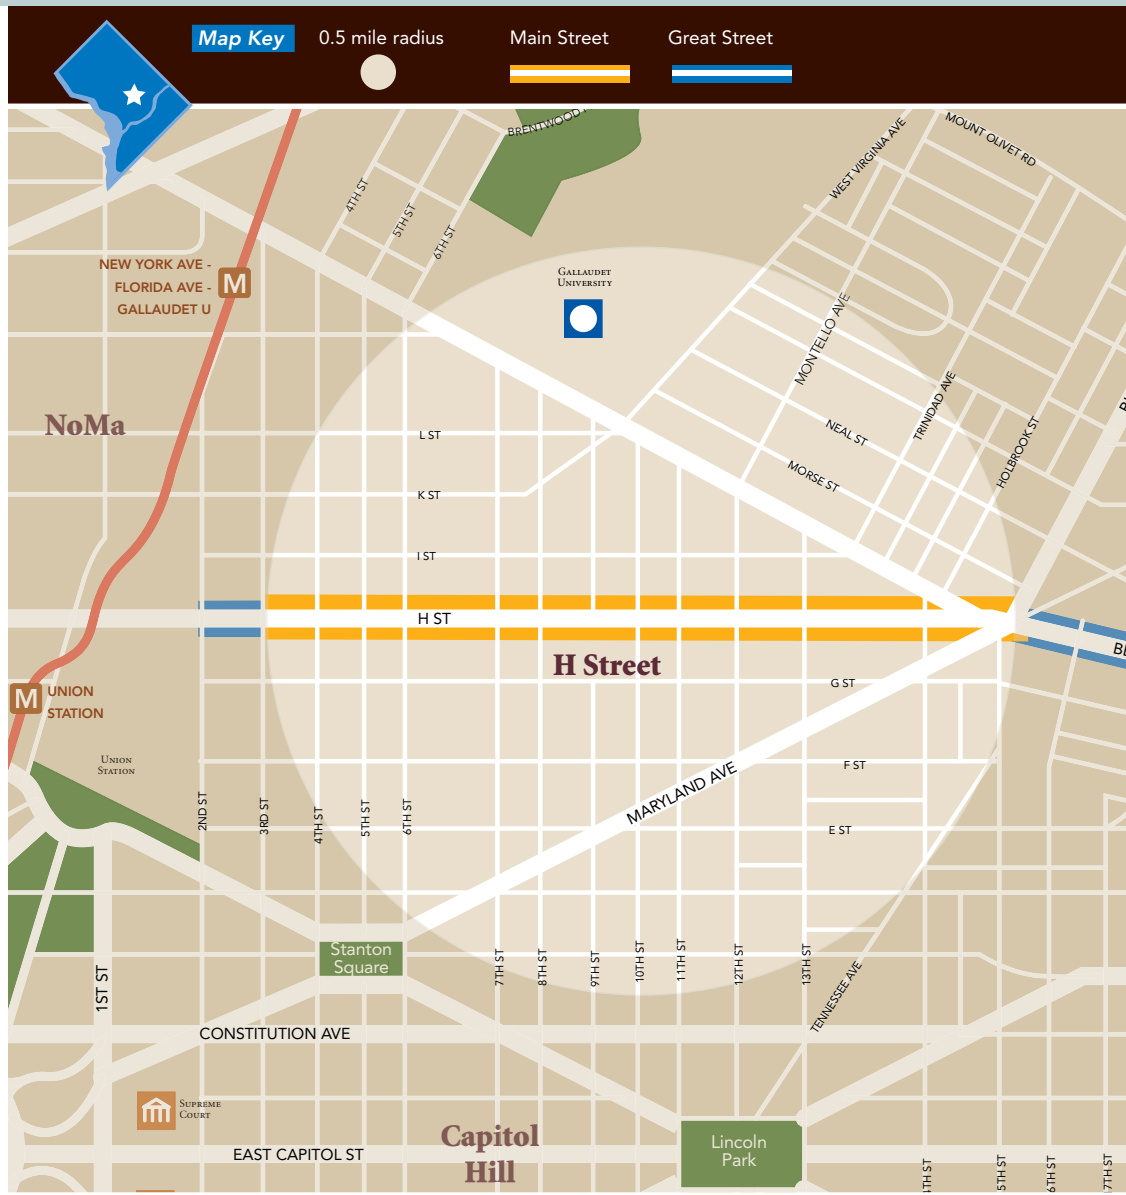 Map Key
0.5 mile radius
Main Street
Great Street
BRENTWOOD
WEST VIRGINIA AVE
MOUNT OLIVET RD
4TH ST
5TH ST
6TH ST
NEW YORK AVE -
FLORIDA AVE -
GALLAUDET U
M
GALLAUDET
UNIVERSITY
MONTELLO AVE
TRINIDAD AVE
HOLBROOK ST
NoMa
NEAL ST
MORSE ST
L ST
K ST
I ST
H ST
H Street
G ST
M
UNION
STATION
UNION
STATION
F ST
MARYLAND AVE
E ST
2ND ST
3RD ST
4TH ST
5TH ST
6TH ST
Stanton
Square
7TH ST
8TH ST
9TH ST
10TH ST
11TH ST
12TH ST
13TH ST
TENNESSEE AVE
1ST ST
CONSTITUTION AVE
SUPREME
COURT
Capitol
Hill
Lincoln
Park
EAST CAPITOL ST
4TH ST
5TH ST
6TH ST
7TH ST